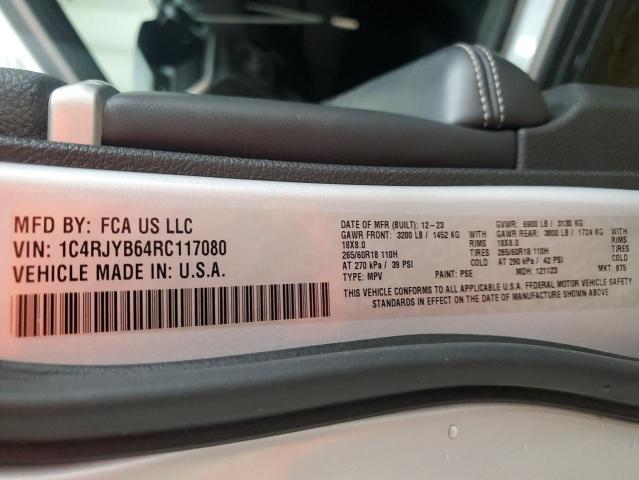 MFD BY: FCA US LLC
VIN: 1C4RJYB64RC117080
VEHICLE MADE IN: U.S.A.
DATE OF MFR (BUILT): 12-23 GVWR: 6900 LB / 3130 KG
GAWR FRONT: 3200 LB / 1452 KG WITH GAWR REAR: 3800 LB / 1724 KG WITH
18X8.0 RIMS 18X8.0 RIMS
265/60R18 110H TIRES 265/60R18 110H TIRES
AT 270 kPa / 39 PSI COLD AT 290 kPa / 42 PSI COLD
TYPE: MPV PAINT: PSE MDH: 121123 MKT: 875
THIS VEHICLE CONFORMS TO ALL APPLICABLE U.S.A. FEDERAL MOTOR VEHICLE SAFETY
STANDARDS IN EFFECT ON THE DATE OF MANUFACTURE SHOWN ABOVE